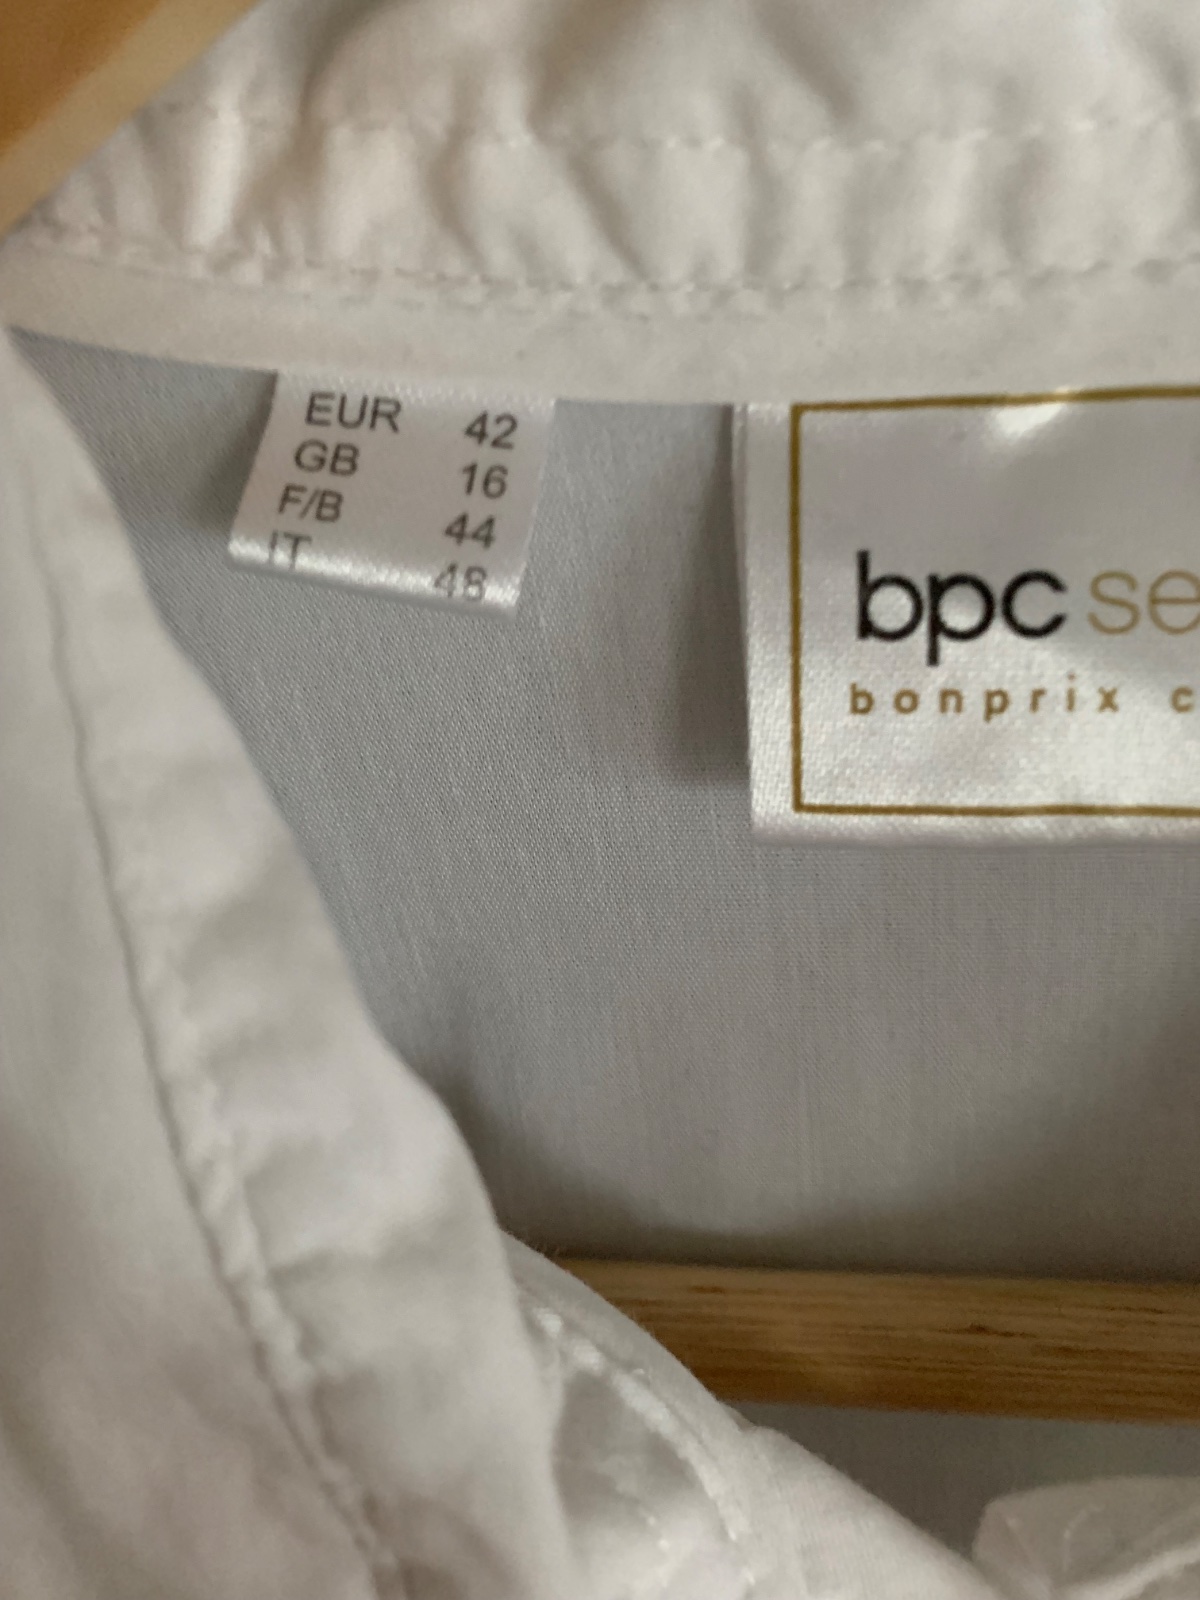 EUR 42
GB 16
F/B 44
IT 48
bpc se
bonprix c